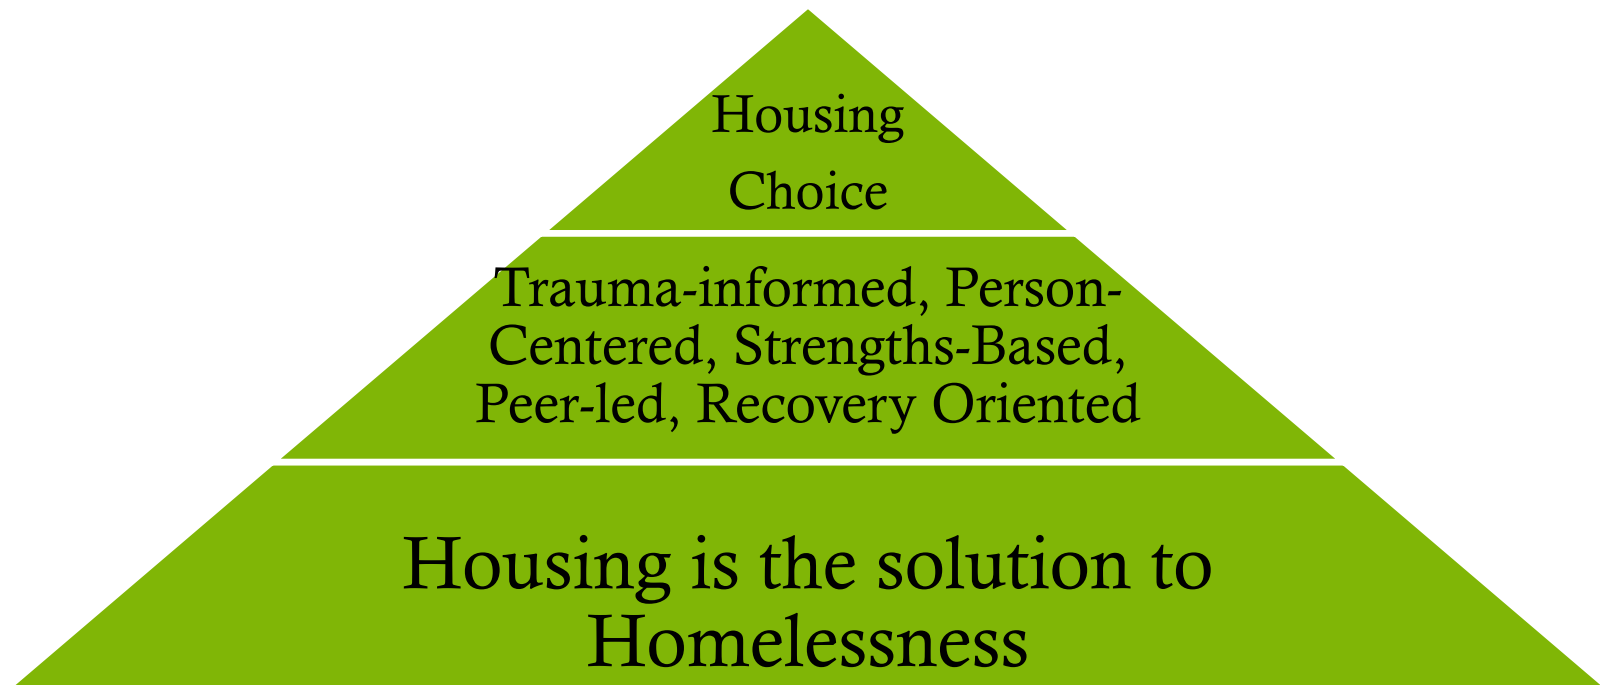 Housing
Choice
Trauma-informed, Person-
Centered, Strengths-Based,
Peer-led, Recovery Oriented
Housing is the solution to
Homelessness